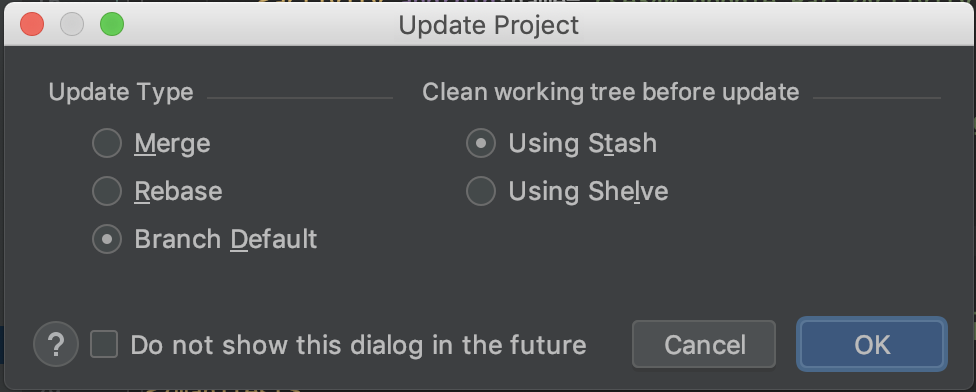 Update Project
Update Type
Merge
Rebase
Branch Default
Clean working tree before update
Using Stash
Using Shelve
? Do not show this dialog in the future
Cancel
OK